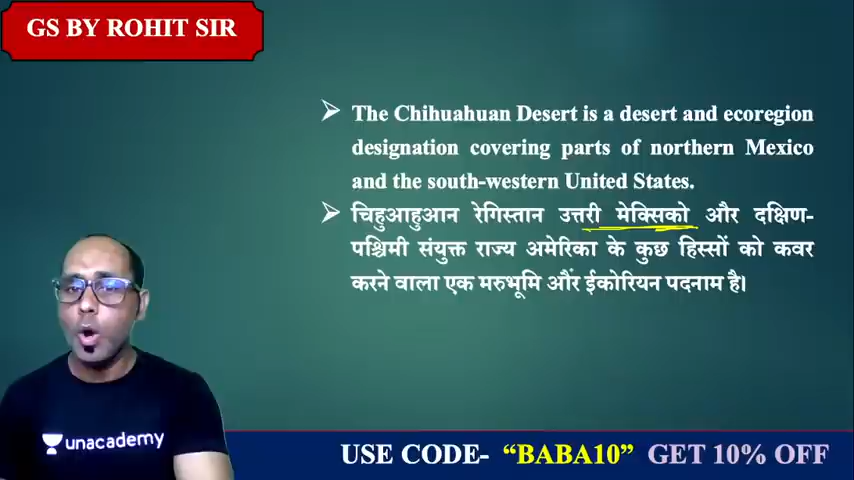 GS BY ROHIT SIR
The Chihuahuan Desert is a desert and ecoregion
designation covering parts of northern Mexico
and the south-western United States.
चिहुआहुआन रेगिस्तान उत्तरी मेक्सिको और दक्षिण-
पश्चिमी संयुक्त राज्य अमेरिका के कुछ हिस्सों को कवर
करने वाला एक मरुभूमि और ईकोरियन पदनाम है।
unacademy
USE CODE- “BABA10” GET 10% OFF